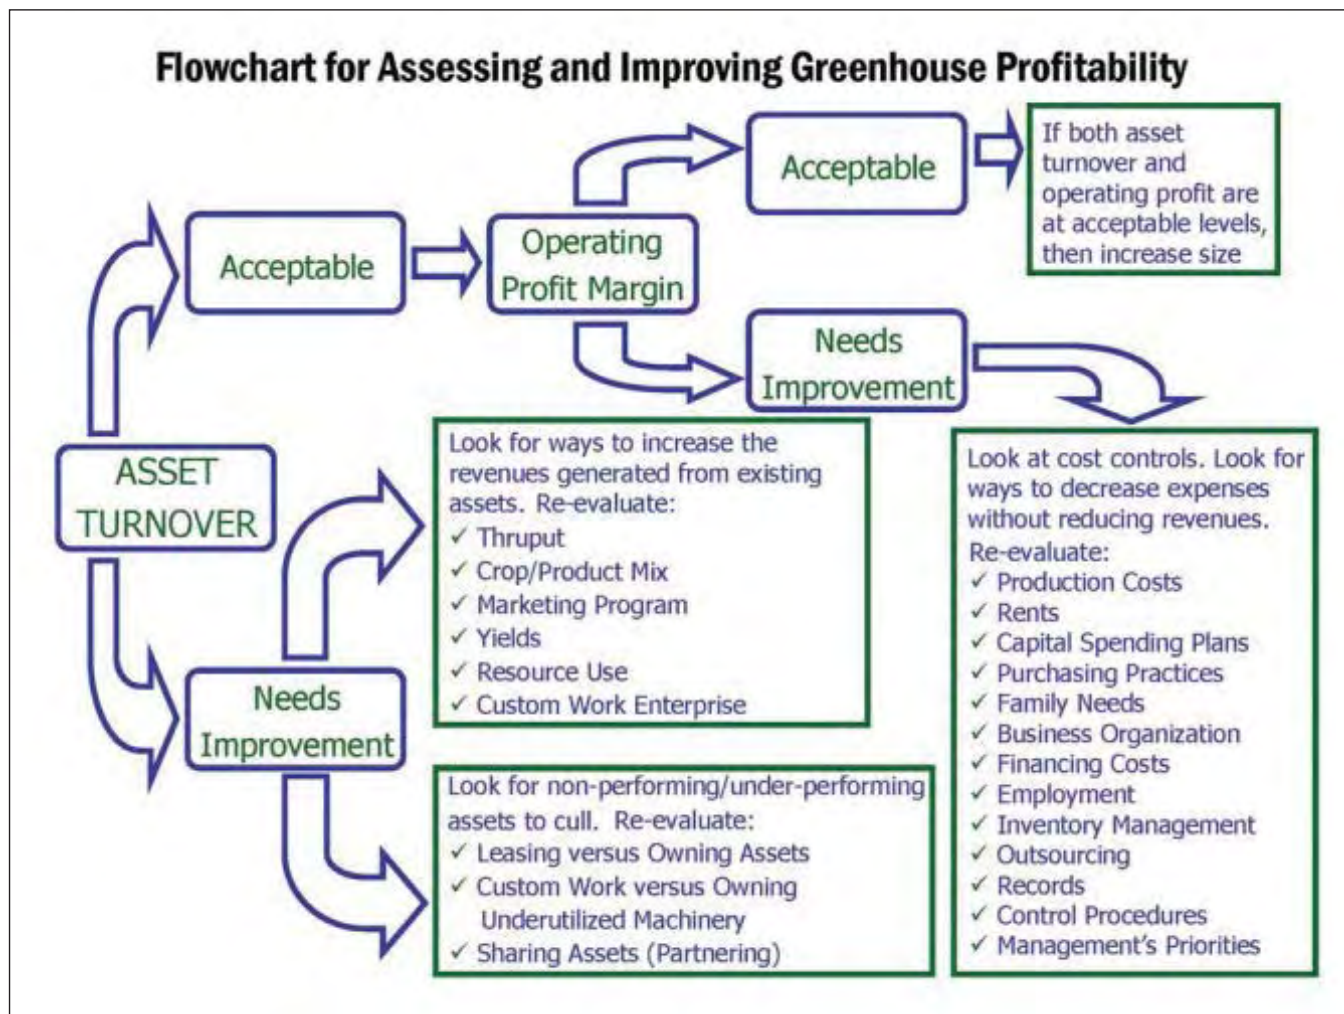 Flowchart for Assessing and Improving Greenhouse Profitability
ASSET
TURNOVER
Acceptable
Operating
Profit Margin
Acceptable
If both asset
turnover and
operating profit are
at acceptable levels,
then increase size
Needs
Improvement
Look at cost controls. Look for
ways to decrease expenses
without reducing revenues.
Re-evaluate:
✓ Production Costs
✓ Rents
✓ Capital Spending Plans
✓ Purchasing Practices
✓ Family Needs
✓ Business Organization
✓ Financing Costs
✓ Employment
✓ Inventory Management
✓ Outsourcing
✓ Records
✓ Control Procedures
✓ Management's Priorities
Needs
Improvement
Look for ways to increase the
revenues generated from existing
assets. Re-evaluate:
✓ Thruput
✓ Crop/Product Mix
✓ Marketing Program
✓ Yields
✓ Resource Use
✓ Custom Work Enterprise
Look for non-performing/under-performing
assets to cull. Re-evaluate:
✓ Leasing versus Owning Assets
✓ Custom Work versus Owning
Underutilized Machinery
✓ Sharing Assets (Partnering)